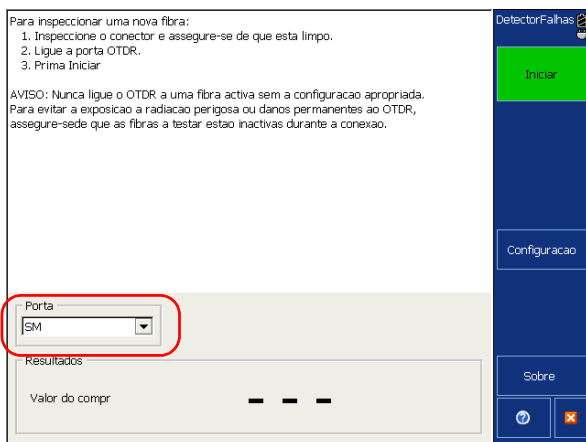 Para inspeccionar uma nova fibra:
1. Inspeccione o conector e assegure-se de que esta limpo.
2. Ligue a porta OTDR.
3. Prima Iniciar
AVISO: Nunca ligue o OTDR a uma fibra activa sem a configuracao apropriada.
Para evitar a exposicao a radiacao perigosa ou danos permanentes ao OTDR,
assegure-sede que as fibras a testar estao inactivas durante a conexao.
Porta
SM
Resultados
Valor do compr
- - -
DetectorFalhas
Iniciar
Configuracao
Sobre